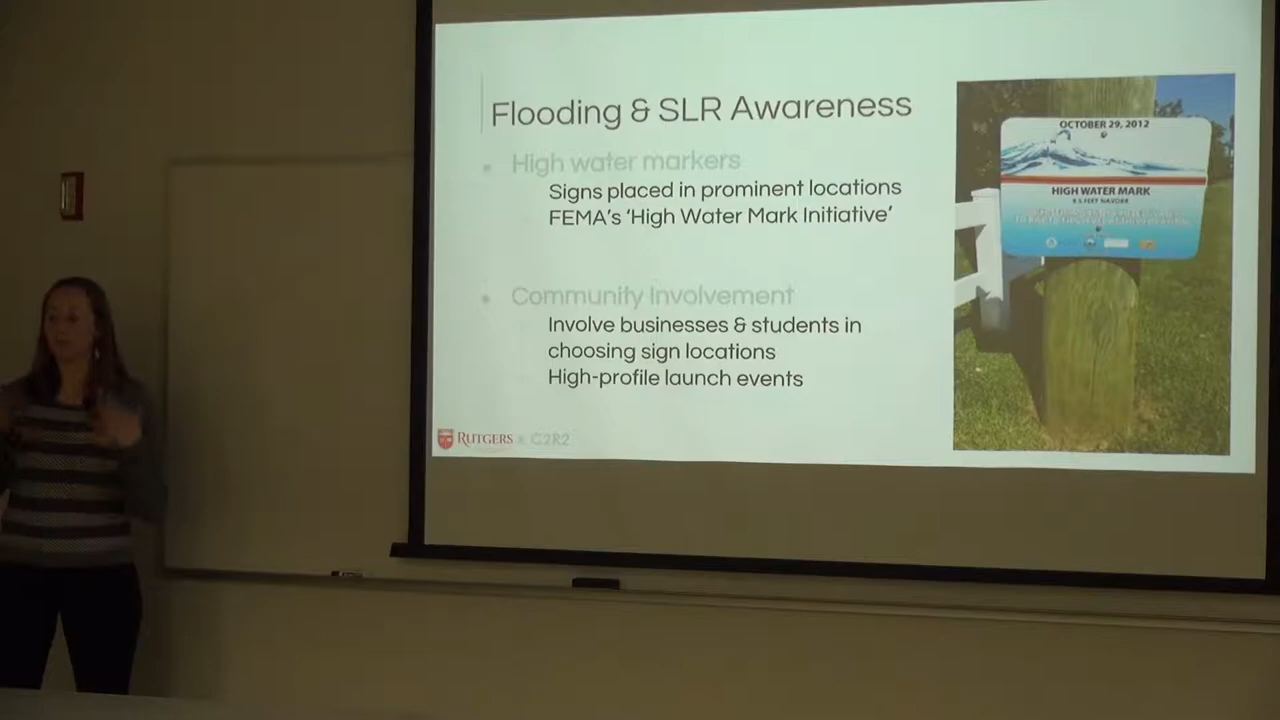 Flooding & SLR Awareness
High water markers
Signs placed in prominent locations
FEMA's 'High Water Mark Initiative'
Community Involvement
Involve businesses & students in
choosing sign locations
High-profile launch events
RUTGERS
C2R2
OCTOBER 29, 2012
HIGH WATER MARK